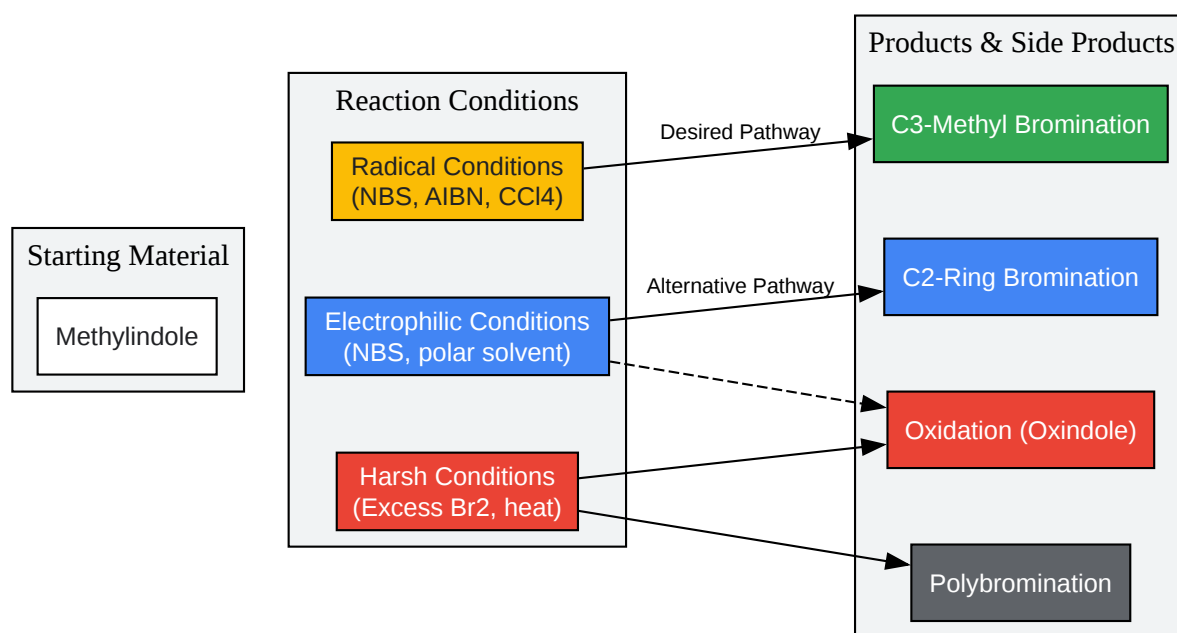 Starting Material
Methylindole
Reaction Conditions
Radical Conditions
(NBS, AIBN, CCl4)
Electrophilic Conditions
(NBS, polar solvent)
Harsh Conditions
(Excess Br2, heat)
Desired Pathway
Alternative Pathway
Products & Side Products
C3-Methyl Bromination
C2-Ring Bromination
Oxidation (Oxindole)
Polybromination